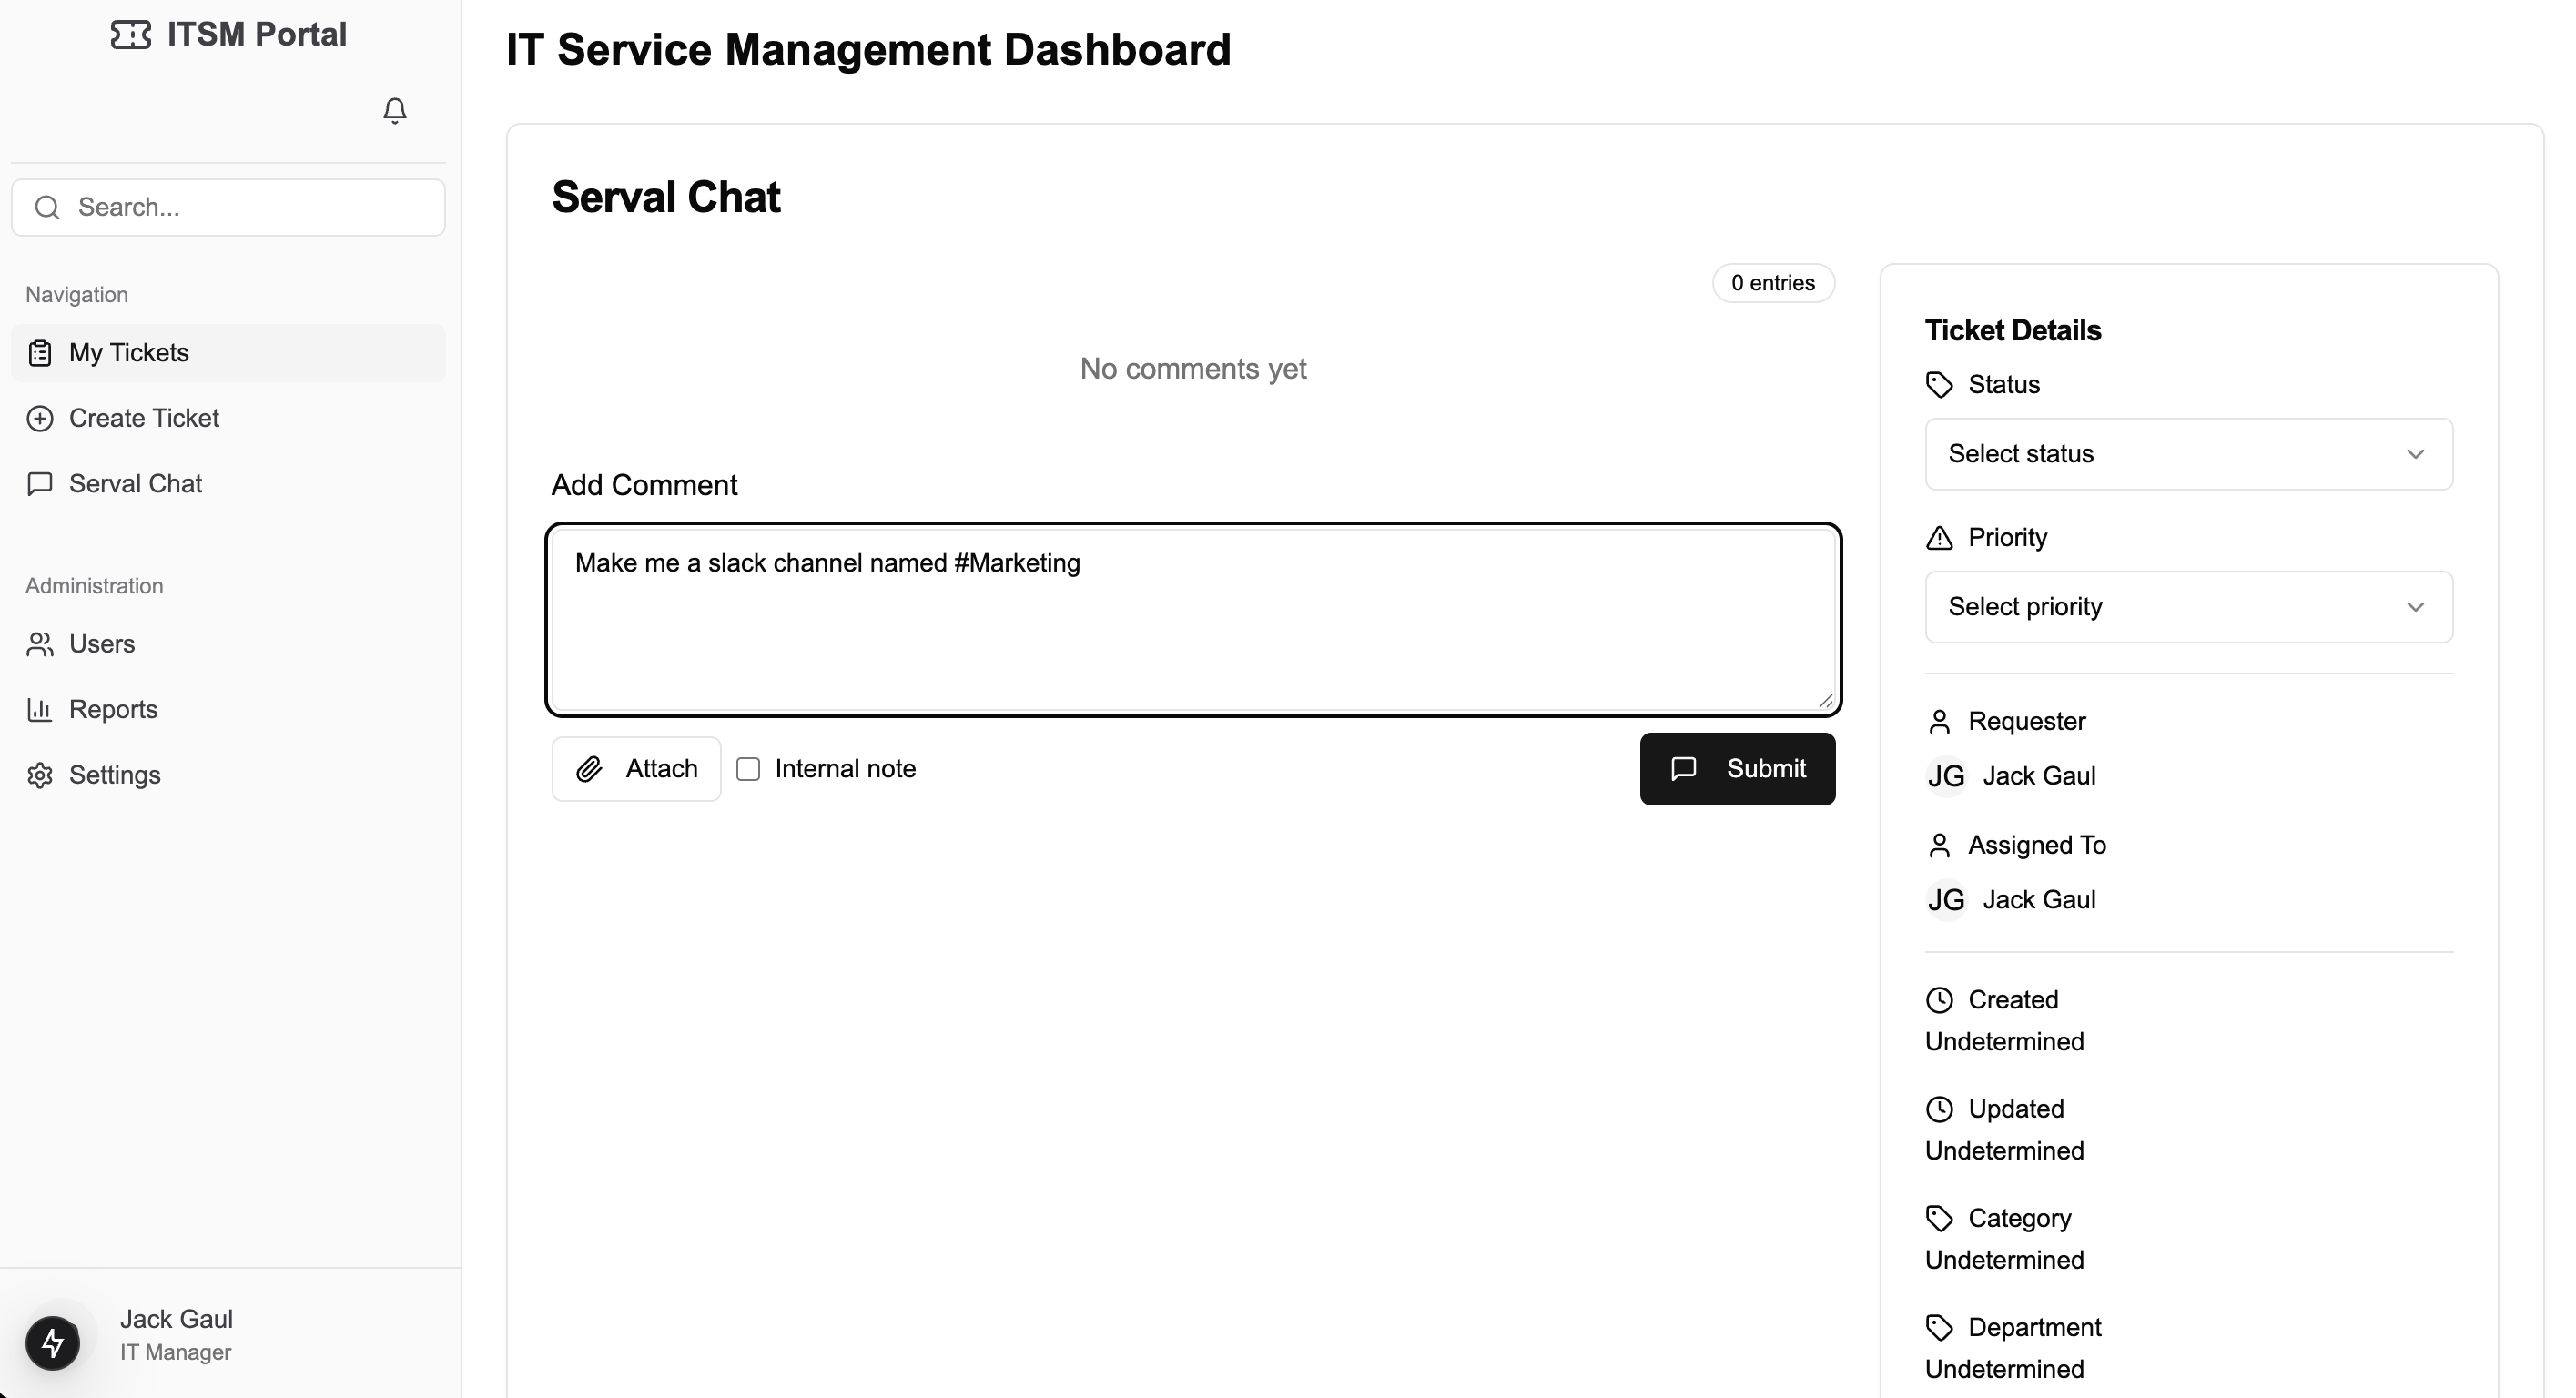 ITSM Portal
Search...
Navigation
My Tickets
Create Ticket
Serval Chat
Administration
Users
Reports
Settings
Jack Gaul
IT Manager
IT Service Management Dashboard
Serval Chat
0 entries
No comments yet
Add Comment
Make me a slack channel named #Marketing
Attach
Internal note
Submit
Ticket Details
Status
Select status
Priority
Select priority
Requester
JG Jack Gaul
Assigned To
JG Jack Gaul
Created
Undetermined
Updated
Undetermined
Category
Undetermined
Department
Undetermined